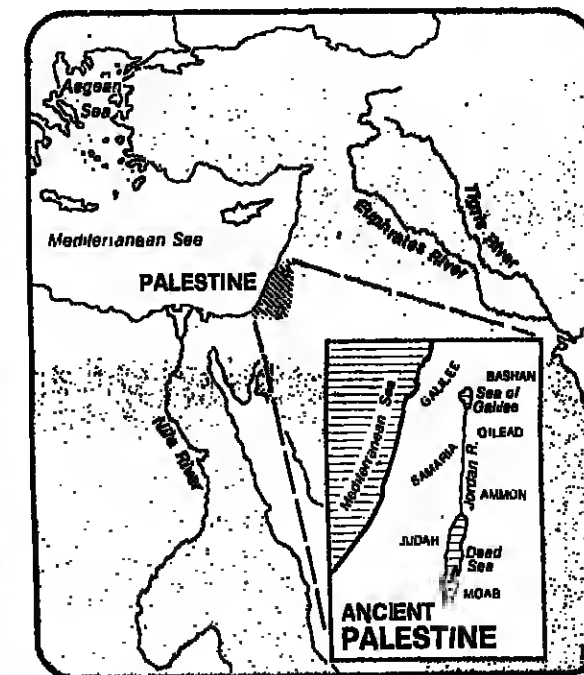 Aegean
Sea
Mediterranean Sea
PALESTINE
Tigris River
Euphrates River
Nile River
Mediterranean Sea
GALILEE
BASHAN
Sea of
Galilee
GILEAD
SAMARIA
Jordan R.
AMMON
JUDAH
Dead
Sea
MOAB
ANCIENT
PALESTINE